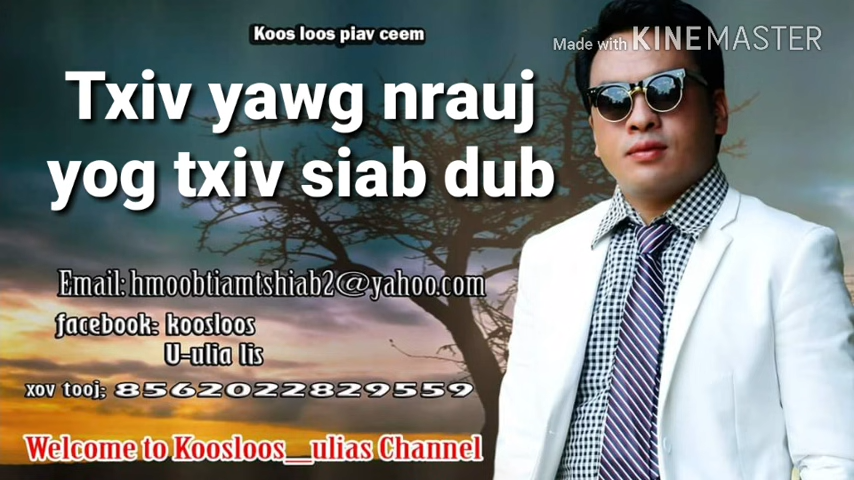 Koos loos piav ceem
Made with KINEMASTER
Txiv yawg nrauj
yog txiv siab dub
Email: hmoobtiamtshiab2@yahoo.com
facebook: koosloos
U-ulia lis
xov tooj; 8562022829559
Welcome to Koosloos__ulias Channel